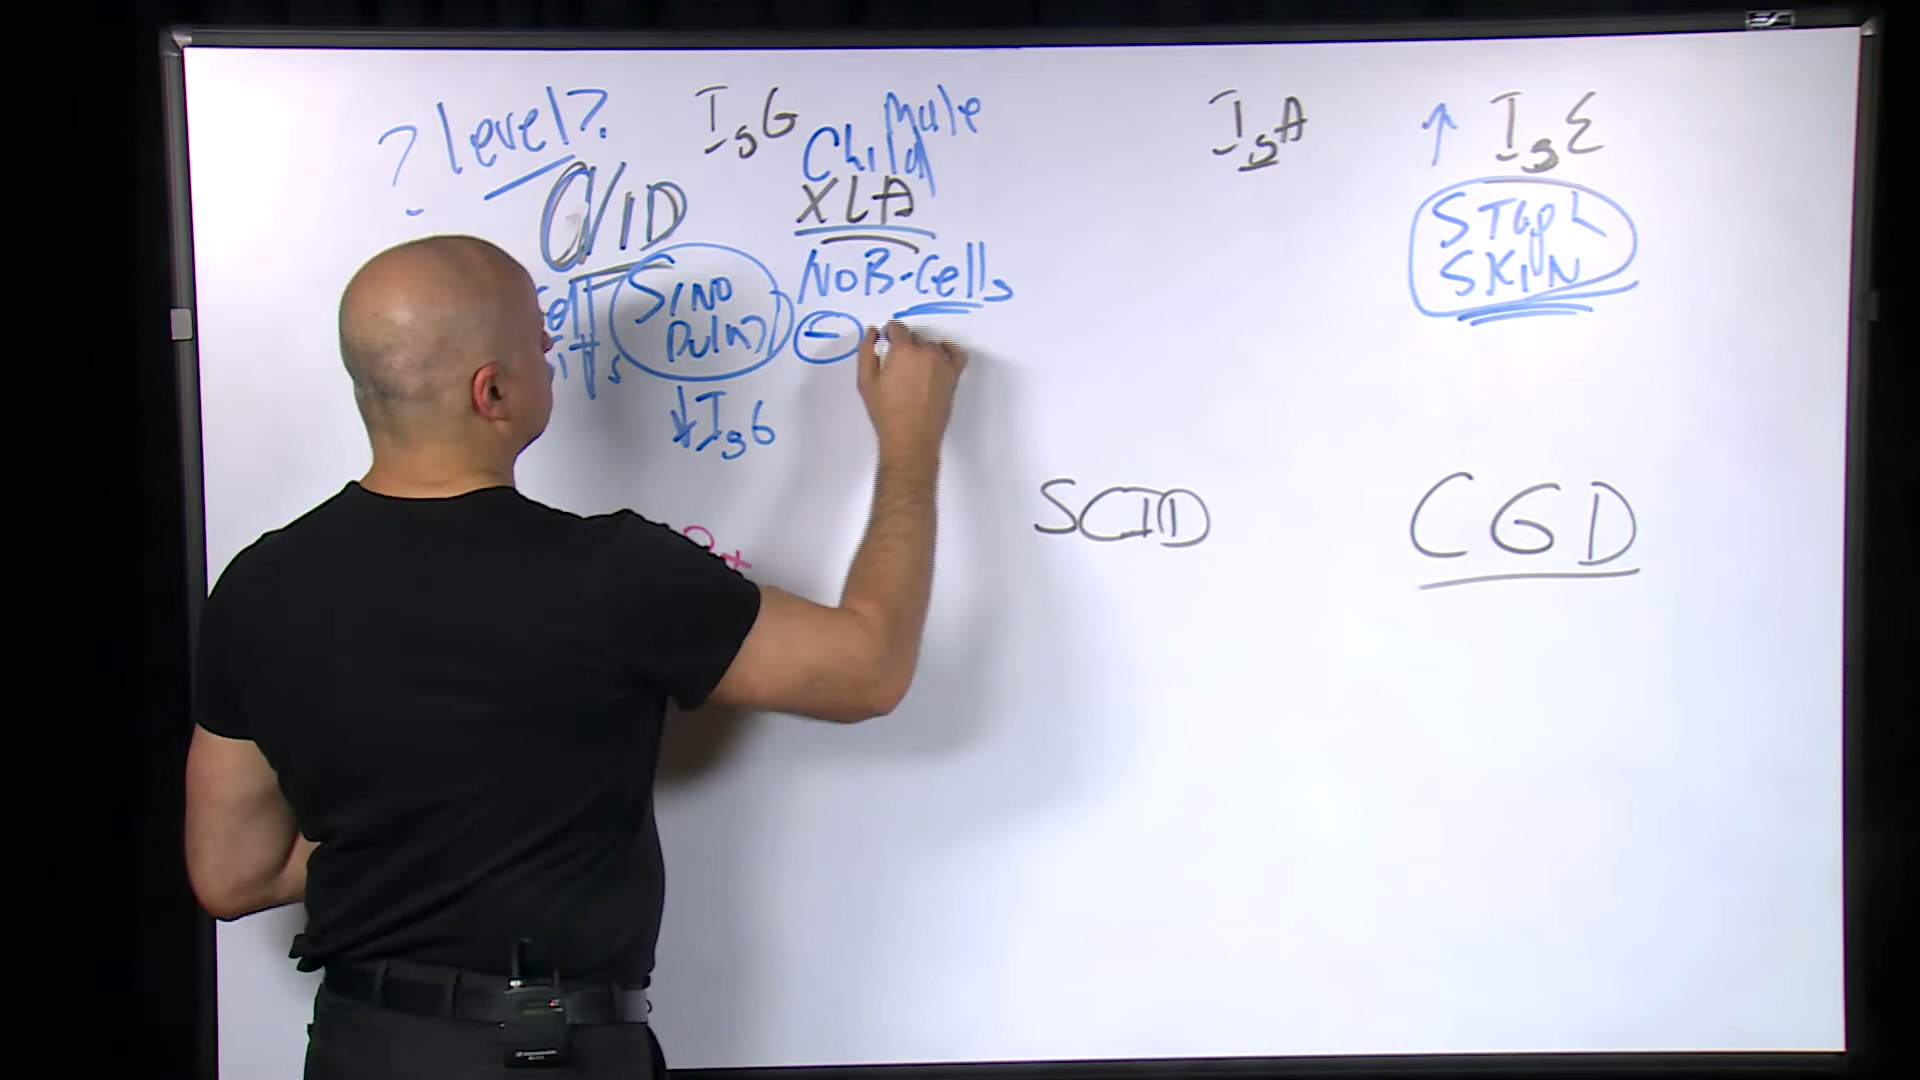 ? level?
IgG
Male
Child
CVID
XLA
Sino
Pulm
↓ IgG
No B-cells
−
IgA
↑ IgE
STaph
SKIN
SCID
CGD